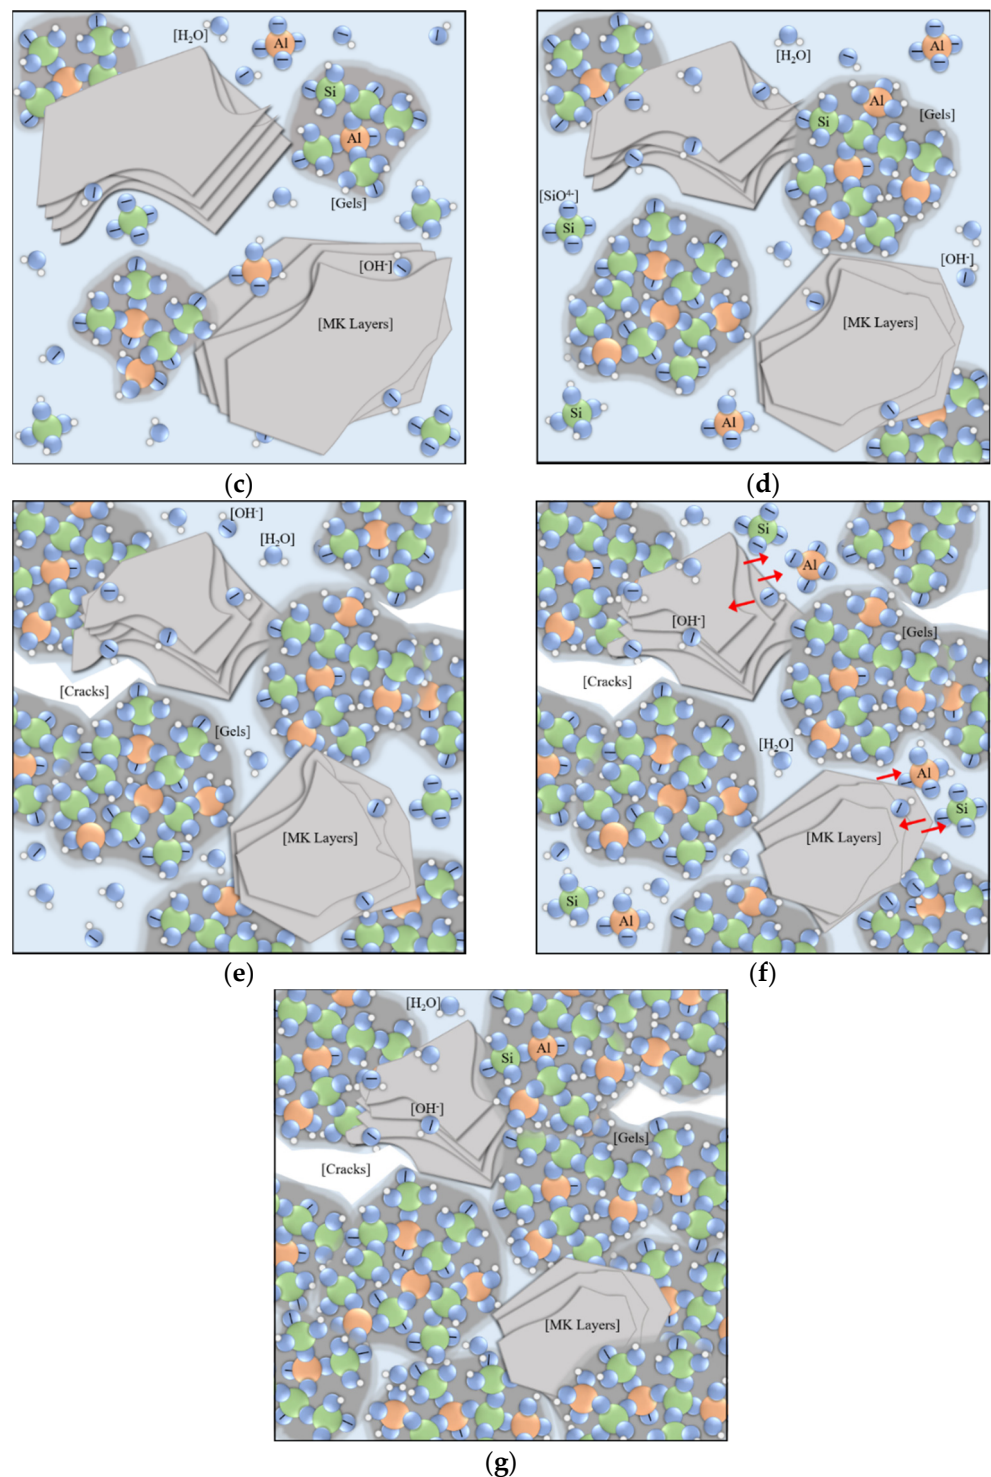 [H₂O]
Al
Si
Al
[Gels]
[OH⁻]
[MK Layers]
(c)
Al
[H₂O]
Al
[Gels]
Si
[SiO⁴⁻]
Si
[OH⁻]
[MK Layers]
Si
Al
(d)
[OH⁻]
[H₂O]
[Cracks]
[Gels]
[MK Layers]
(e)
Si
Al
[OH⁻]
[Gels]
[Cracks]
[H₂O]
Al
Si
[MK Layers]
Si
Al
(f)
[H₂O]
Si
Al
[OH⁻]
[Gels]
[Cracks]
[MK Layers]
(g)